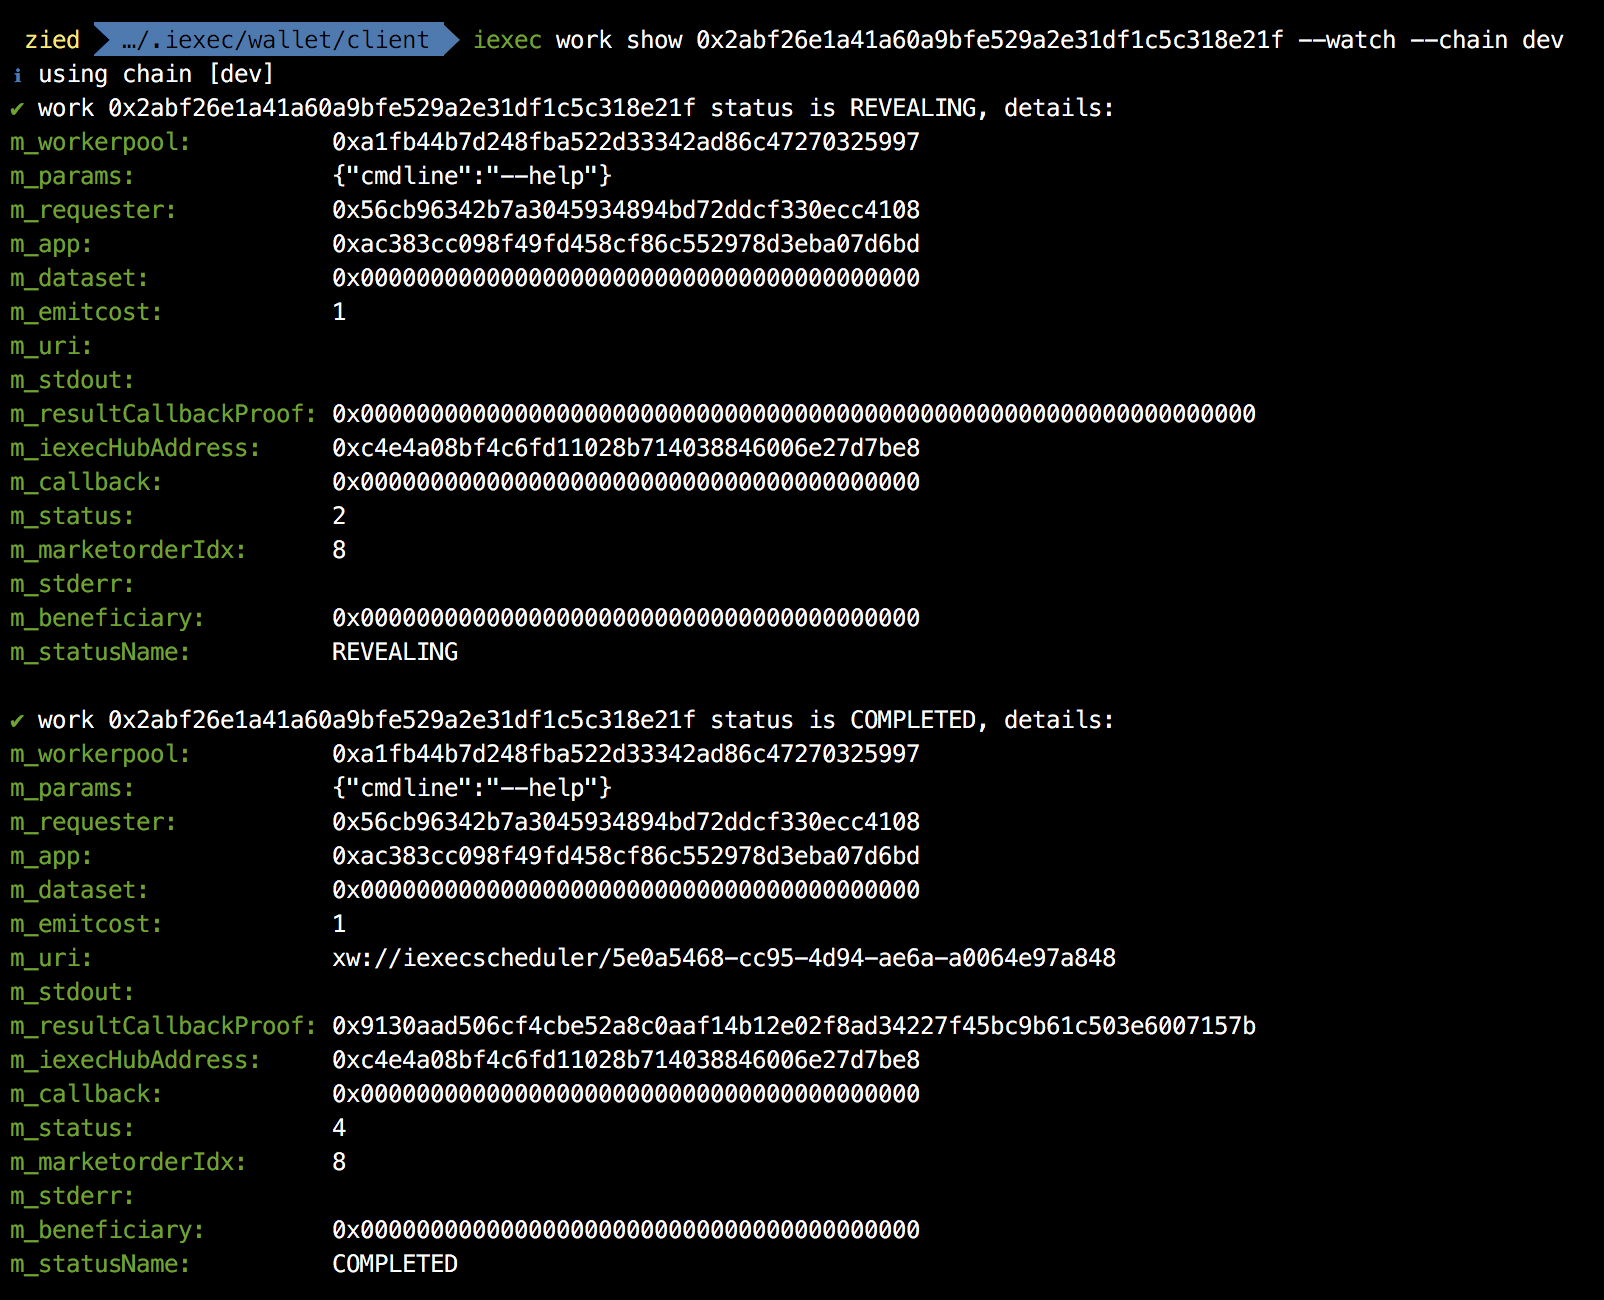 zied …/.iexec/wallet/client iexec work show 0x2abf26e1a41a60a9bfe529a2e31df1c5c318e21f --watch --chain dev
ℹ using chain [dev]
✔ work 0x2abf26e1a41a60a9bfe529a2e31df1c5c318e21f status is REVEALING, details:
m_workerpool: 0xa1fb44b7d248fba522d33342ad86c47270325997
m_params: {"cmdline":"--help"}
m_requester: 0x56cb96342b7a3045934894bd72ddcf330ecc4108
m_app: 0xac383cc098f49fd458cf86c552978d3eba07d6bd
m_dataset: 0x0000000000000000000000000000000000000000
m_emitcost: 1
m_uri:
m_stdout:
m_resultCallbackProof: 0x0000000000000000000000000000000000000000000000000000000000000000
m_iexecHubAddress: 0xc4e4a08bf4c6fd11028b714038846006e27d7be8
m_callback: 0x0000000000000000000000000000000000000000
m_status: 2
m_marketorderIdx: 8
m_stderr:
m_beneficiary: 0x0000000000000000000000000000000000000000
m_statusName: REVEALING
✔ work 0x2abf26e1a41a60a9bfe529a2e31df1c5c318e21f status is COMPLETED, details:
m_workerpool: 0xa1fb44b7d248fba522d33342ad86c47270325997
m_params: {"cmdline":"--help"}
m_requester: 0x56cb96342b7a3045934894bd72ddcf330ecc4108
m_app: 0xac383cc098f49fd458cf86c552978d3eba07d6bd
m_dataset: 0x0000000000000000000000000000000000000000
m_emitcost: 1
m_uri: xw://iexecscheduler/5e0a5468-cc95-4d94-ae6a-a0064e97a848
m_stdout:
m_resultCallbackProof: 0x9130aad506cf4cbe52a8c0aaf14b12e02f8ad34227f45bc9b61c503e6007157b
m_iexecHubAddress: 0xc4e4a08bf4c6fd11028b714038846006e27d7be8
m_callback: 0x0000000000000000000000000000000000000000
m_status: 4
m_marketorderIdx: 8
m_stderr:
m_beneficiary: 0x0000000000000000000000000000000000000000
m_statusName: COMPLETED